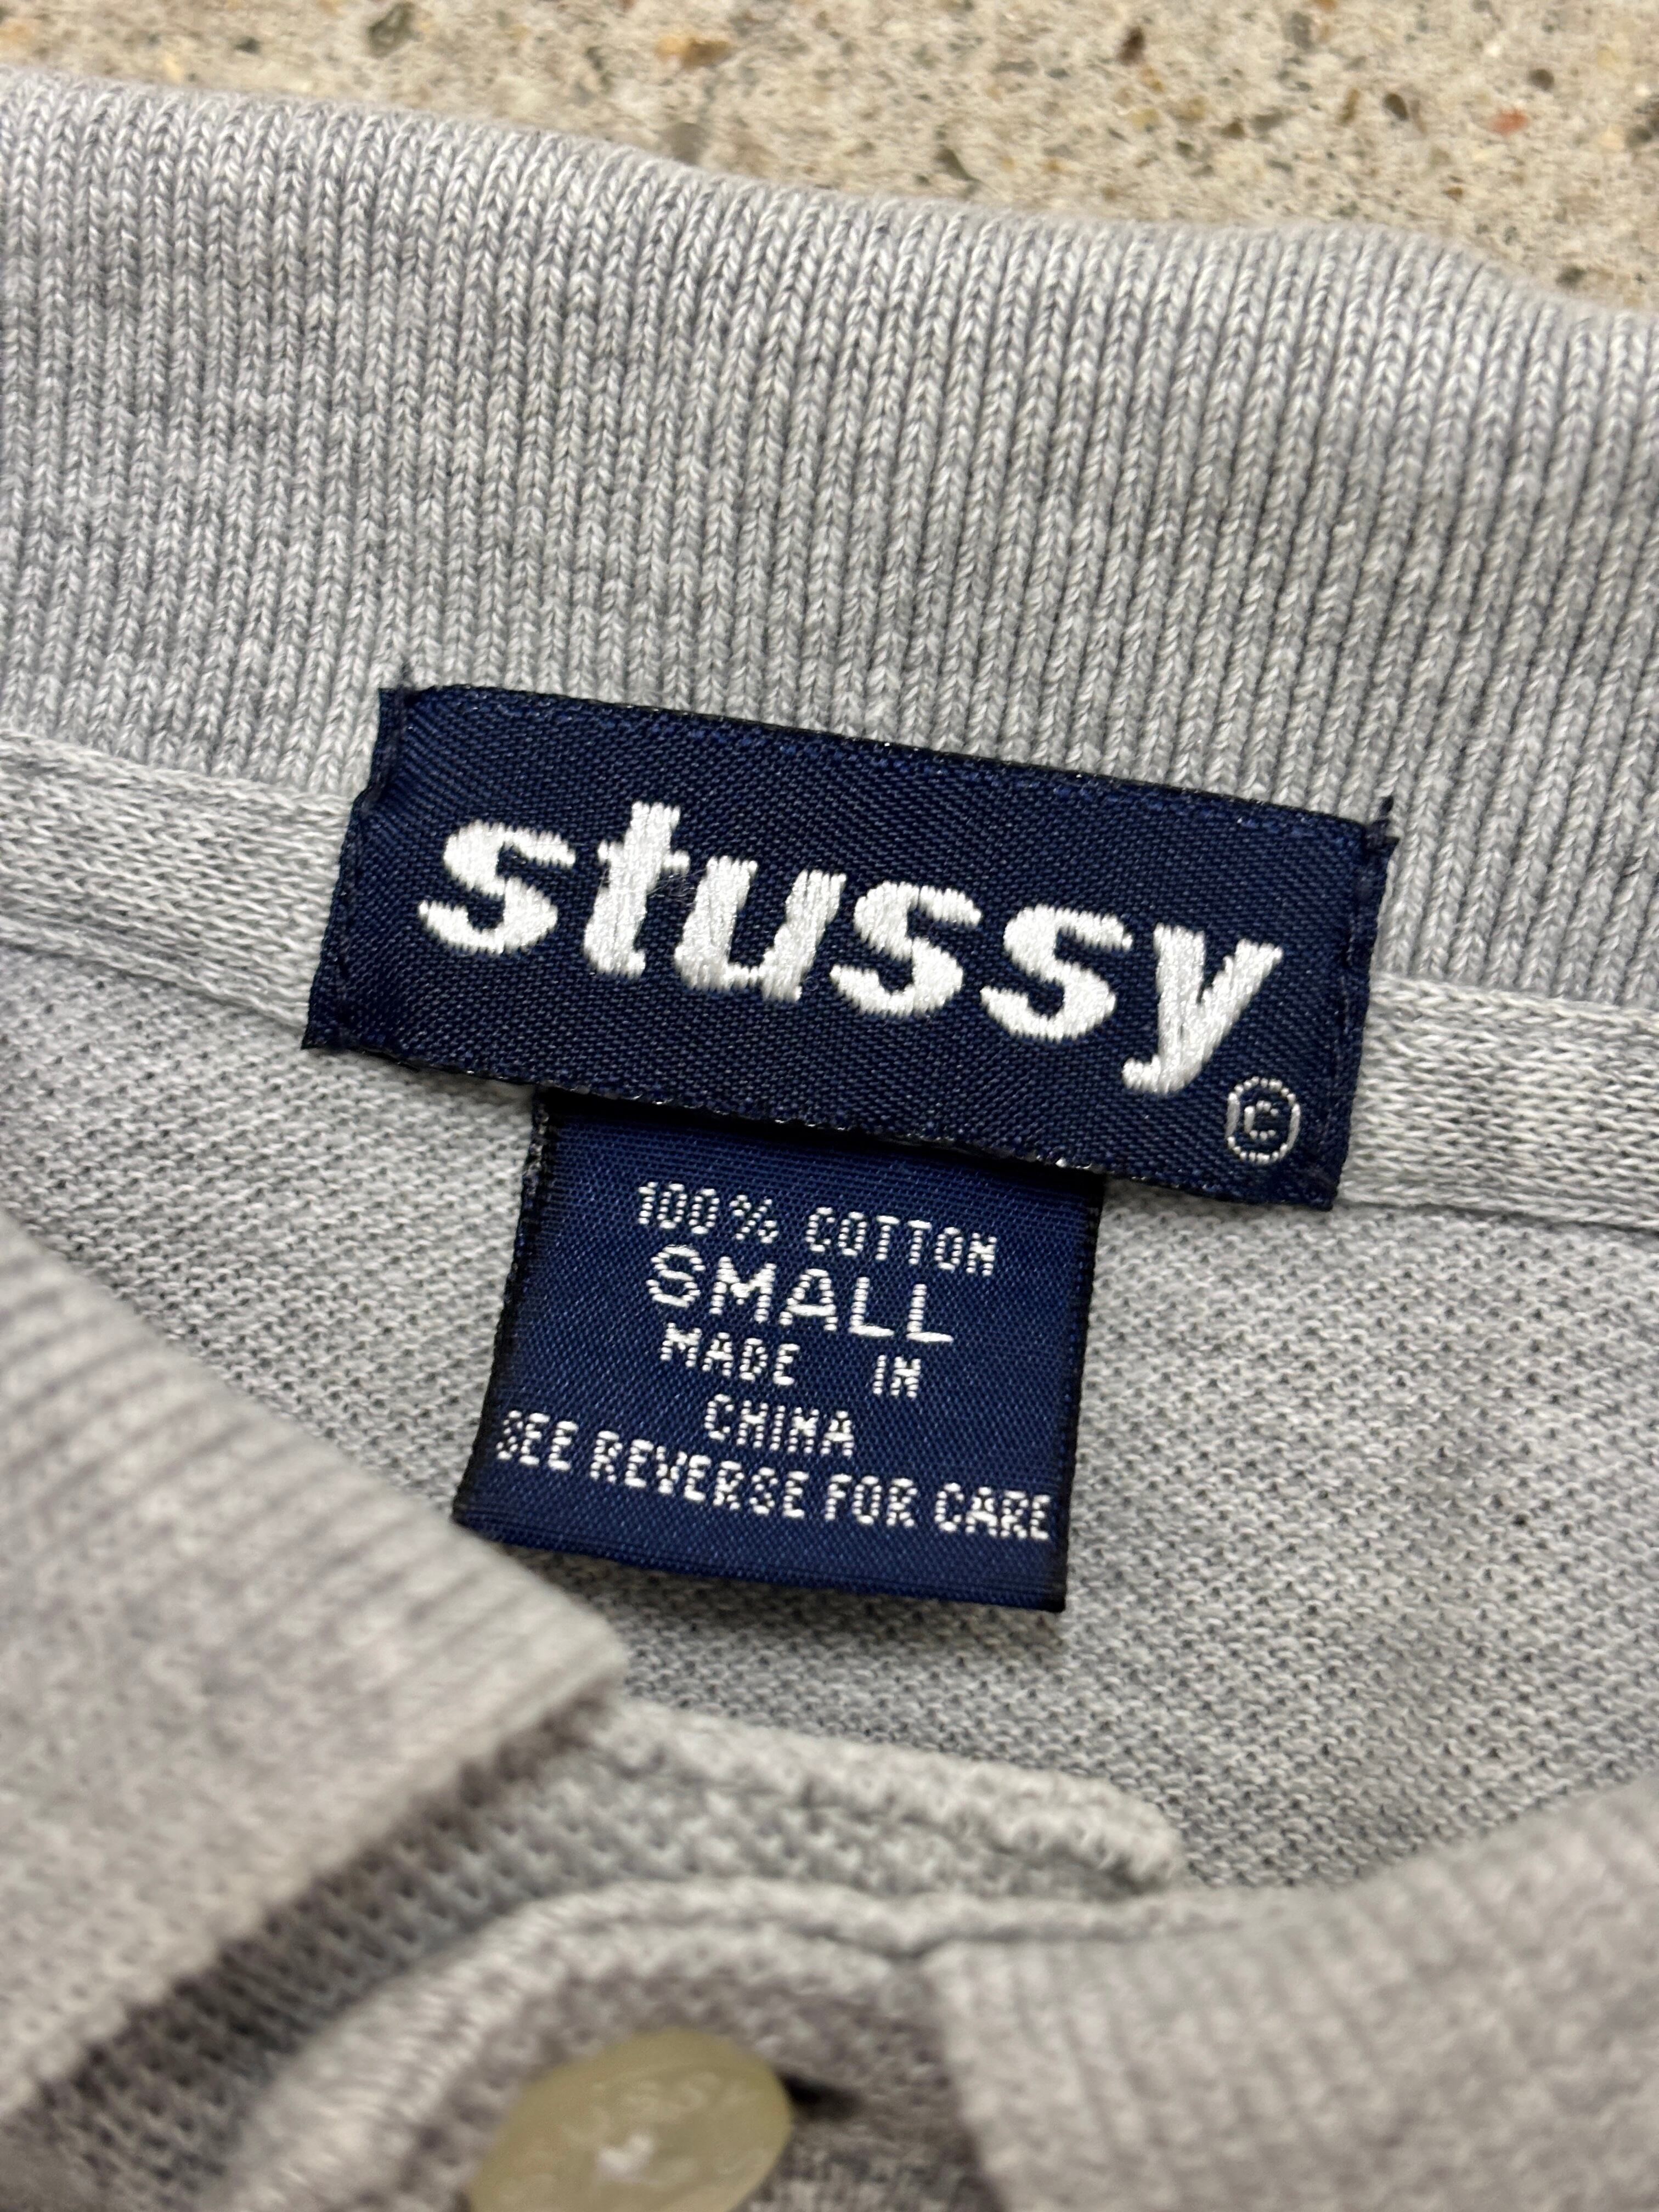 stussy
©
100% COTTON
SMALL
MADE IN
CHINA
SEE REVERSE FOR CARE